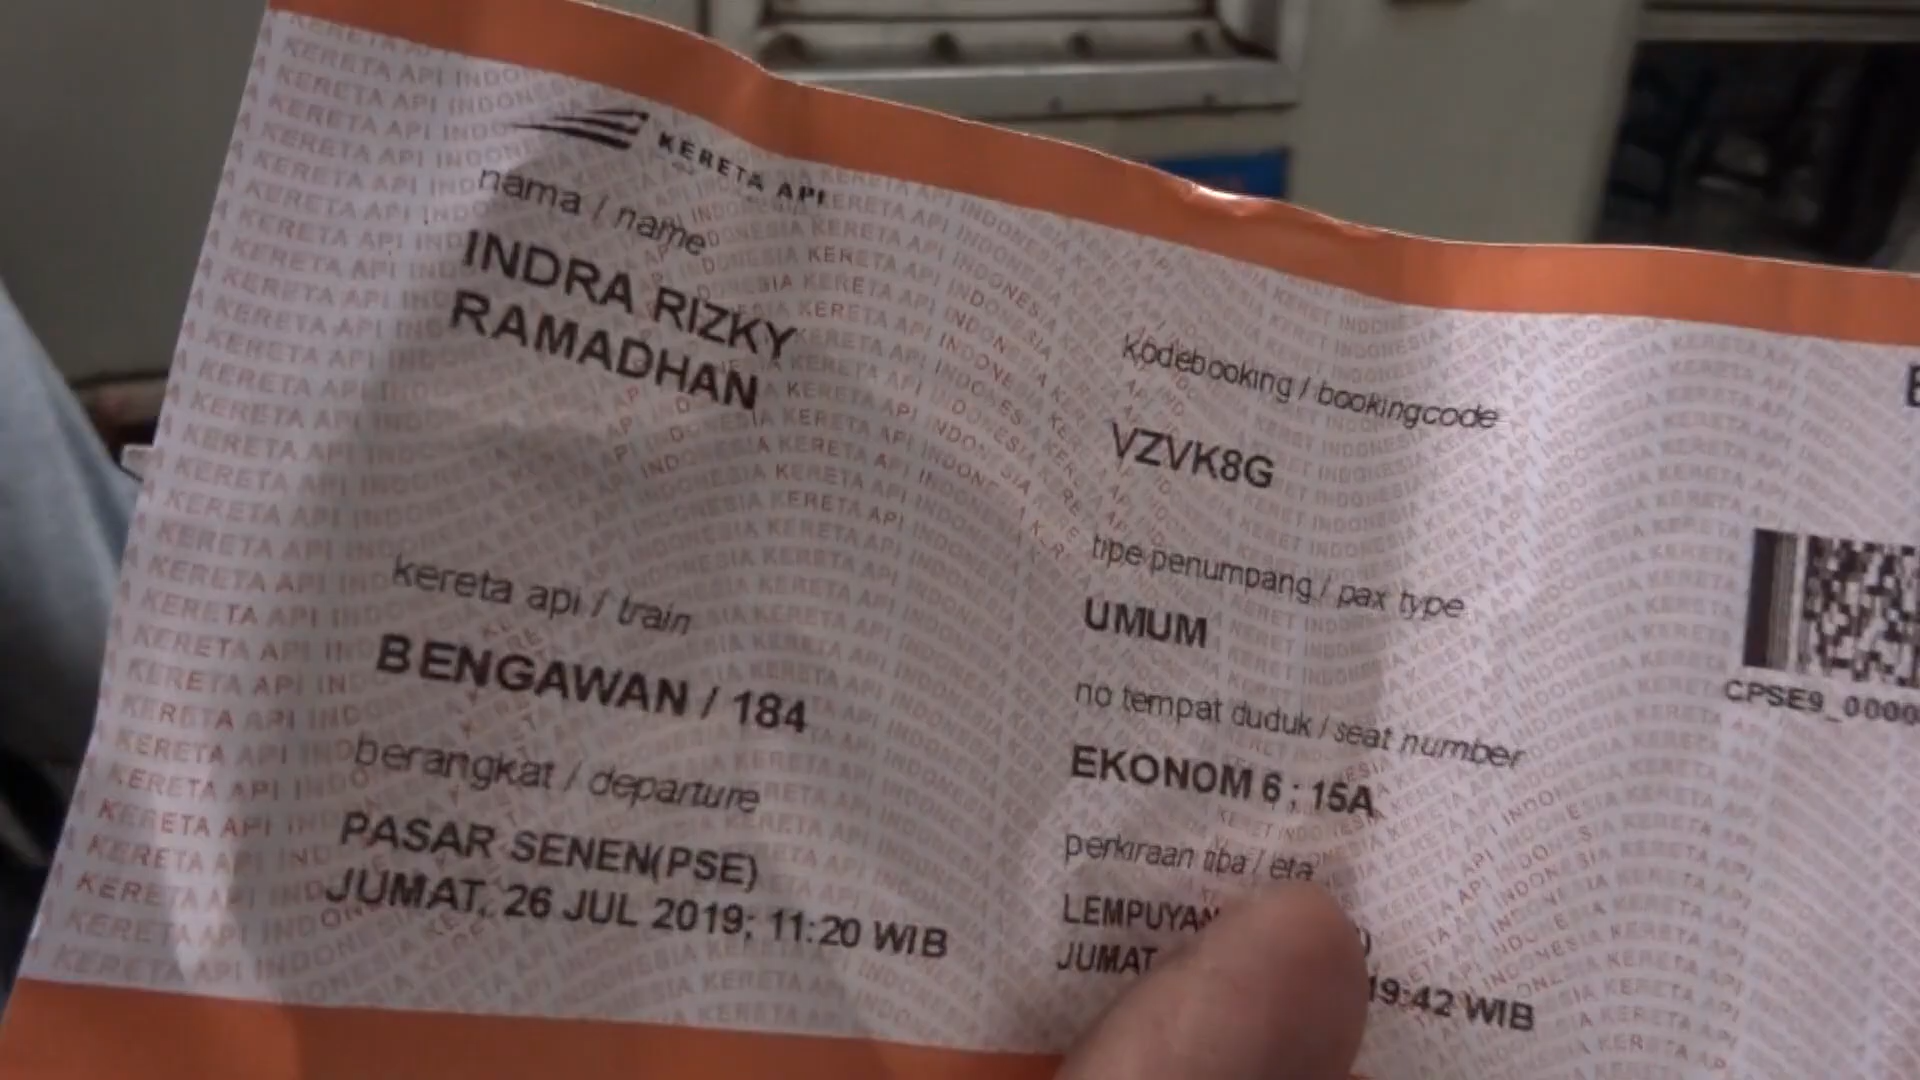 KERETA API
nama / name
INDRA RIZKY
RAMADHAN
kereta api / train
BENGAWAN / 184
berangkat / departure
PASAR SENEN(PSE)
JUMAT, 26 JUL 2019; 11:20 WIB
kodebooking / bookingcode
VZVK8G
tipe penumpang / pax type
UMUM
no tempat duduk / seat number
EKONOM 6 ; 15A
perkiraan tiba / eta
JUMAT 19:42 WIB